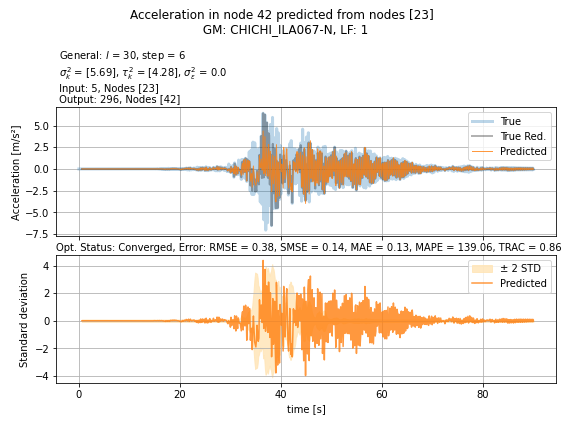 Acceleration in node 42 predicted from nodes [23]
GM: CHICHI_ILA067-N, LF: 1
General: l = 30, step = 6
σ_k^2 = [5.69], τ_k^2 = [4.28], σ_ε^2 = 0.0
Input: 5, Nodes [23]
Output: 296, Nodes [42]
Acceleration [m/s²]
5.0
2.5
0.0
−2.5
−5.0
−7.5
True
True Red.
Predicted
Opt. Status: Converged, Error: RMSE = 0.38, SMSE = 0.14, MAE = 0.13, MAPE = 139.06, TRAC = 0.86
Standard deviation
4
2
0
−2
−4
± 2 STD
Predicted
0 20 40 60 80
time [s]